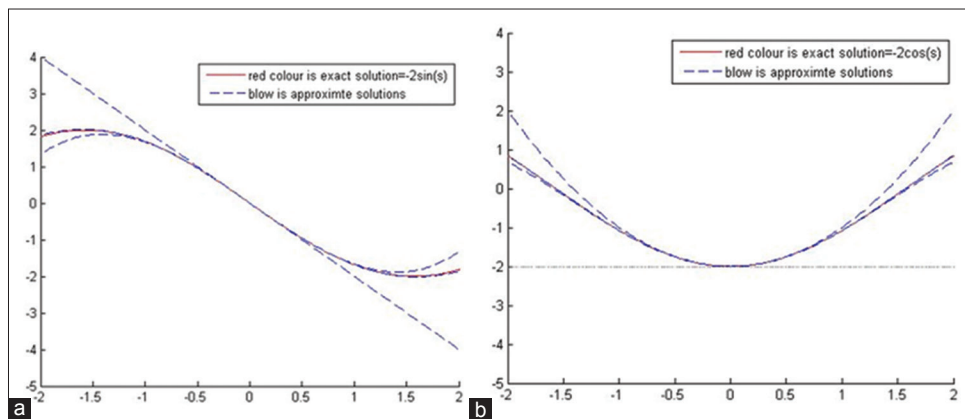 4
3
2
1
0
-1
-2
-3
-4
-5
-2 -1.5 -1 -0.5 0 0.5 1 1.5 2
red colour is exact solution=-2sin(s)
blow is approximte solutions
a
4
3
2
1
0
-1
-2
-3
-4
-5
-2 -1.5 -1 -0.5 0 0.5 1 1.5 2
red colour is exact solution=-2cos(s)
blow is approximte solutions
b